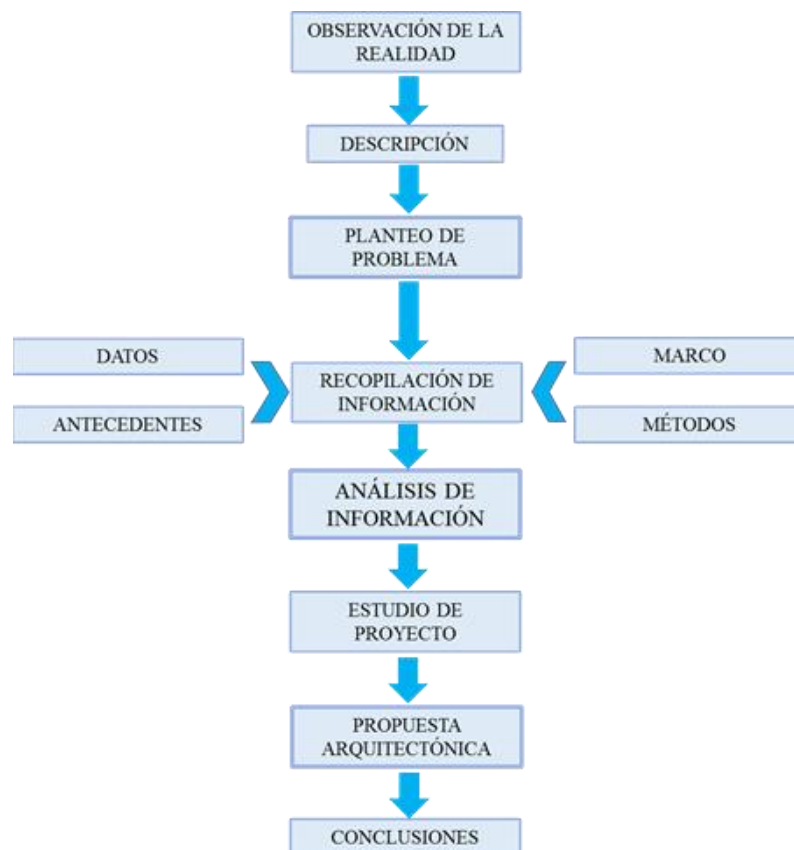 OBSERVACIÓN DE LA
REALIDAD
DESCRIPCIÓN
PLANTEO DE
PROBLEMA
DATOS
ANTECEDENTES
RECOPILACIÓN DE
INFORMACIÓN
MARCO
MÉTODOS
ANÁLISIS DE
INFORMACIÓN
ESTUDIO DE
PROYECTO
PROPUESTA
ARQUITECTÓNICA
CONCLUSIONES